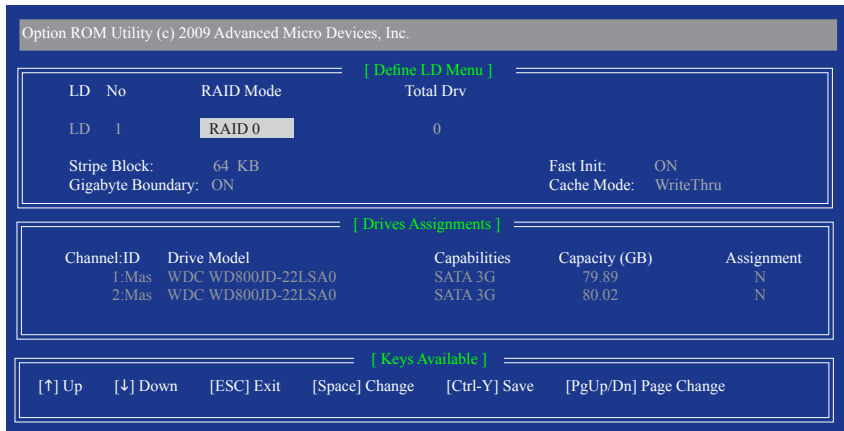 Option ROM Utility (c) 2009 Advanced Micro Devices, Inc.
[ Define LD Menu ]
LD No RAID Mode Total Drv
LD 1 RAID 0 0
Stripe Block: 64 KB Fast Init: ON
Gigabyte Boundary: ON Cache Mode: WriteThru
[ Drives Assignments ]
Channel:ID Drive Model Capabilities Capacity (GB) Assignment
1:Mas WDC WD800JD-22LSA0 SATA 3G 79.89 N
2:Mas WDC WD800JD-22LSA0 SATA 3G 80.02 N
[ Keys Available ]
[↑] Up [↓] Down [ESC] Exit [Space] Change [Ctrl-Y] Save [PgUp/Dn] Page Change